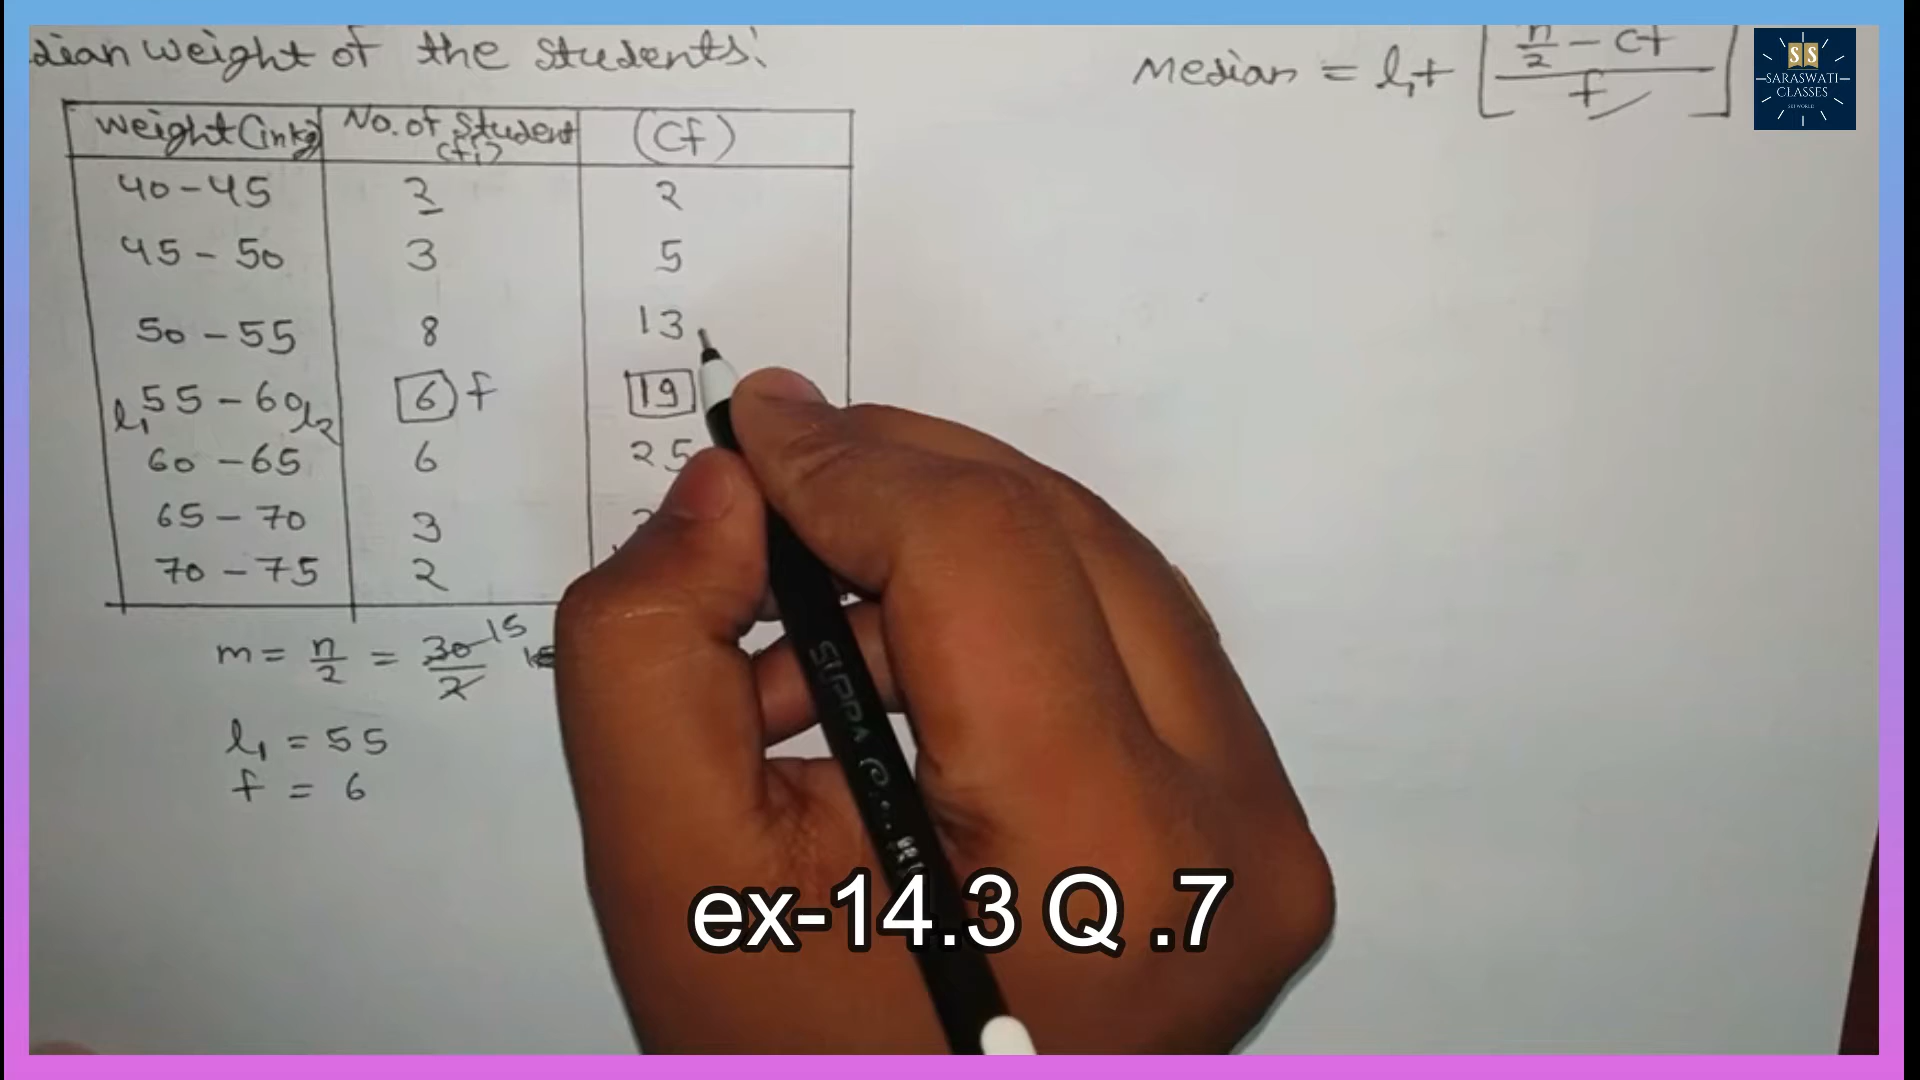 dian weight of the students:
Median = l₁ + [n/2 - cf / f]
SS
SARASWATI
CLASSES
Weight(in kg) No. of Student (fi) (Cf)
40-45 2 2
45-50 3 5
50-55 8 13
l₁ 55-60 l₂ 6 f 19
60-65 6 25
65-70 3
70-75 2
m = n/2 = 30/2 15
l₁ = 55
f = 6
SUPPA
ex-14.3 Q .7